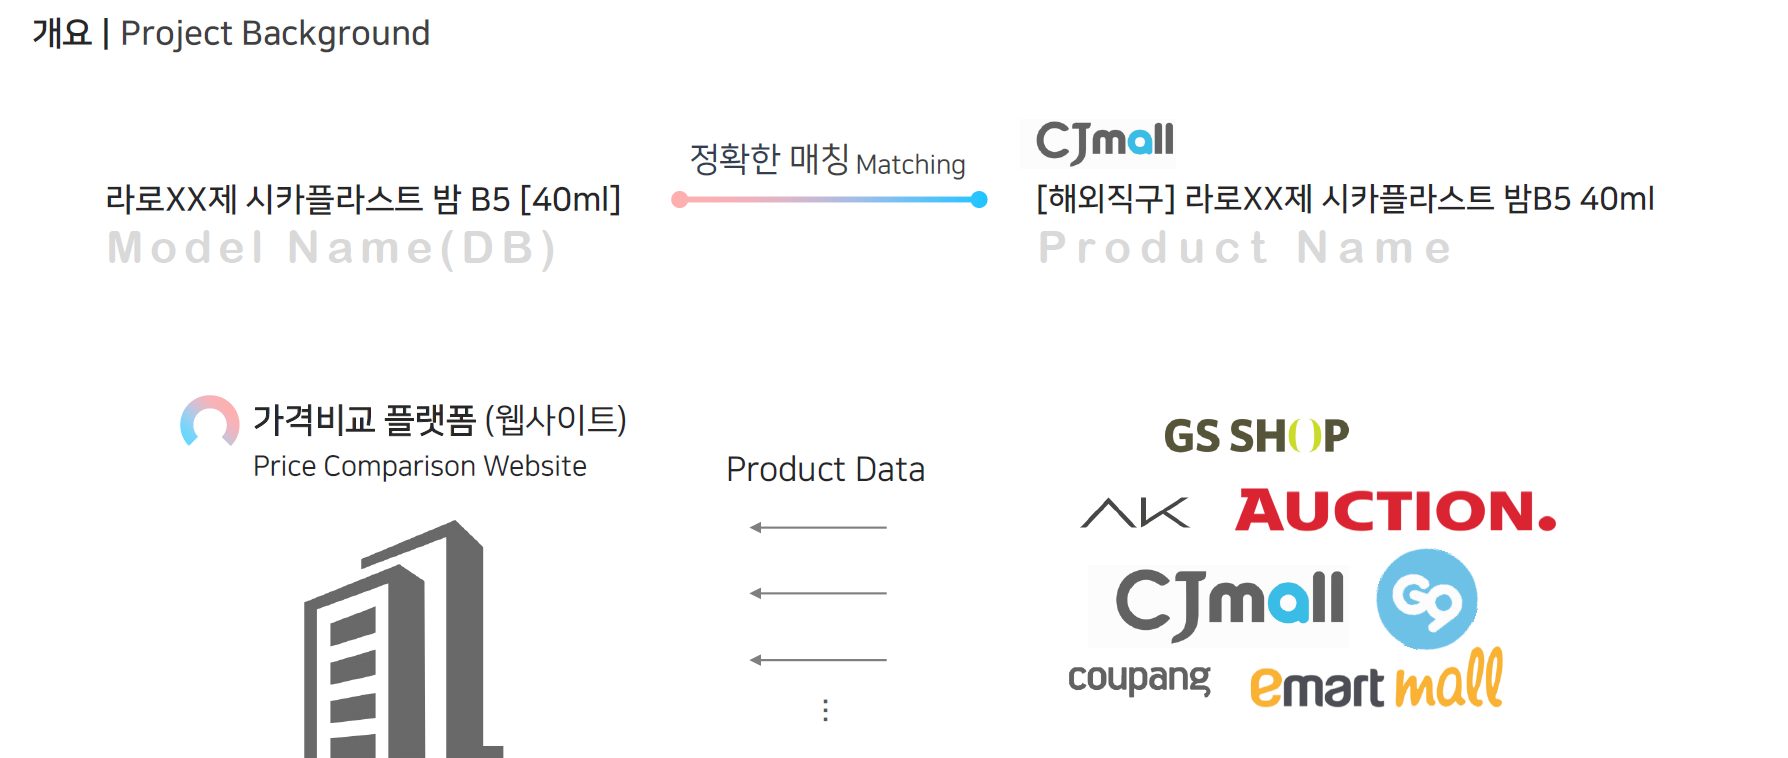 개요 | Project Background
CJmall
정확한 매칭 Matching
라로XX제 시카플라스트 밤 B5 [40ml]
[해외직구] 라로XX제 시카플라스트 밤B5 40ml
Model Name(DB)
Product Name
가격비교 플랫폼 (웹사이트)
Price Comparison Website
Product Data
GS SHOP
AK
AUCTION.
CJmall
G9
coupang
emart mall